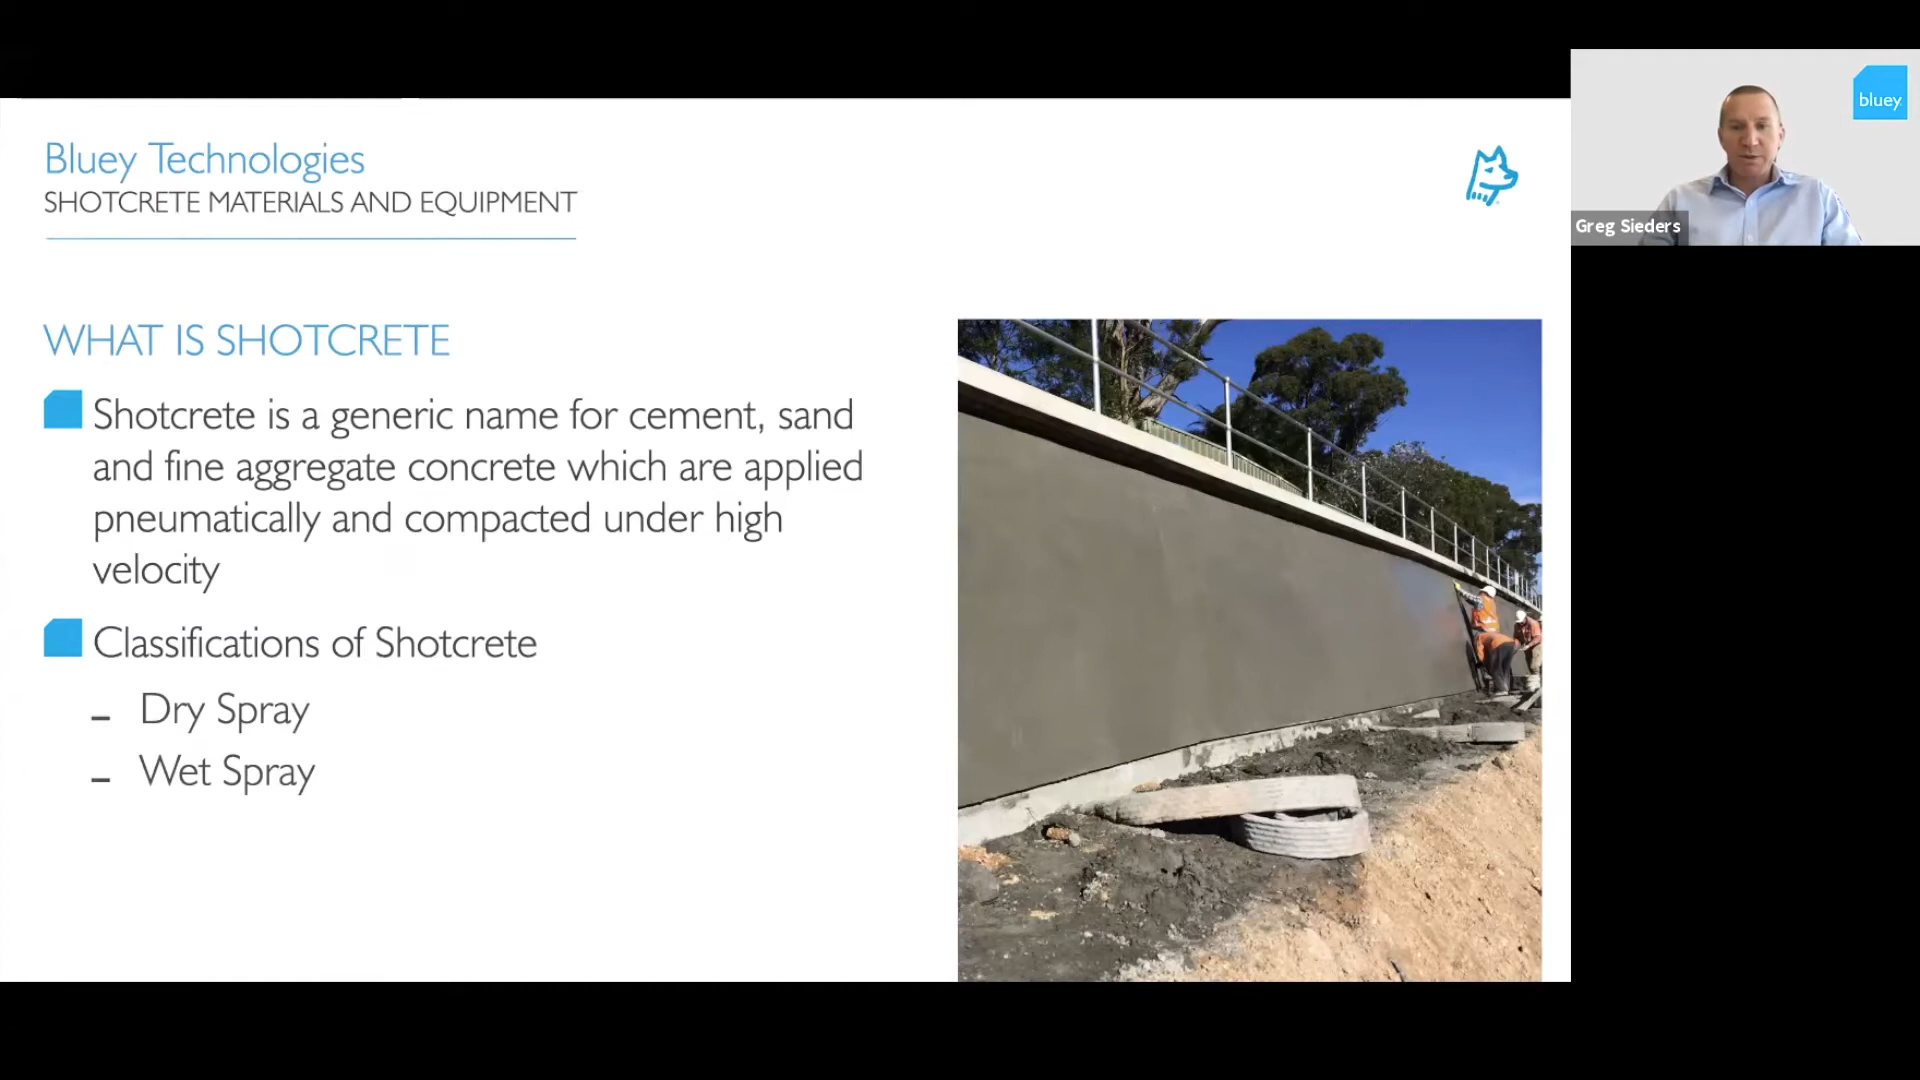 Bluey Technologies
SHOTCRETE MATERIALS AND EQUIPMENT
WHAT IS SHOTCRETE
Shotcrete is a generic name for cement, sand
and fine aggregate concrete which are applied
pneumatically and compacted under high
velocity
Classifications of Shotcrete
– Dry Spray
– Wet Spray
bluey
Greg Sieders